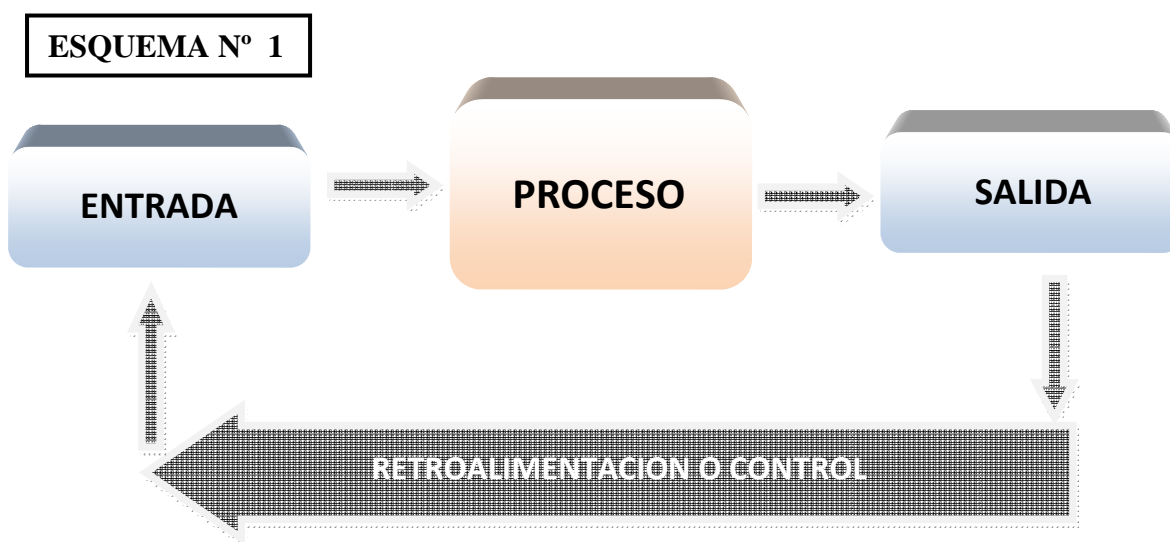 ESQUEMA Nº 1
ENTRADA
PROCESO
SALIDA
RETROALIMENTACION O CONTROL